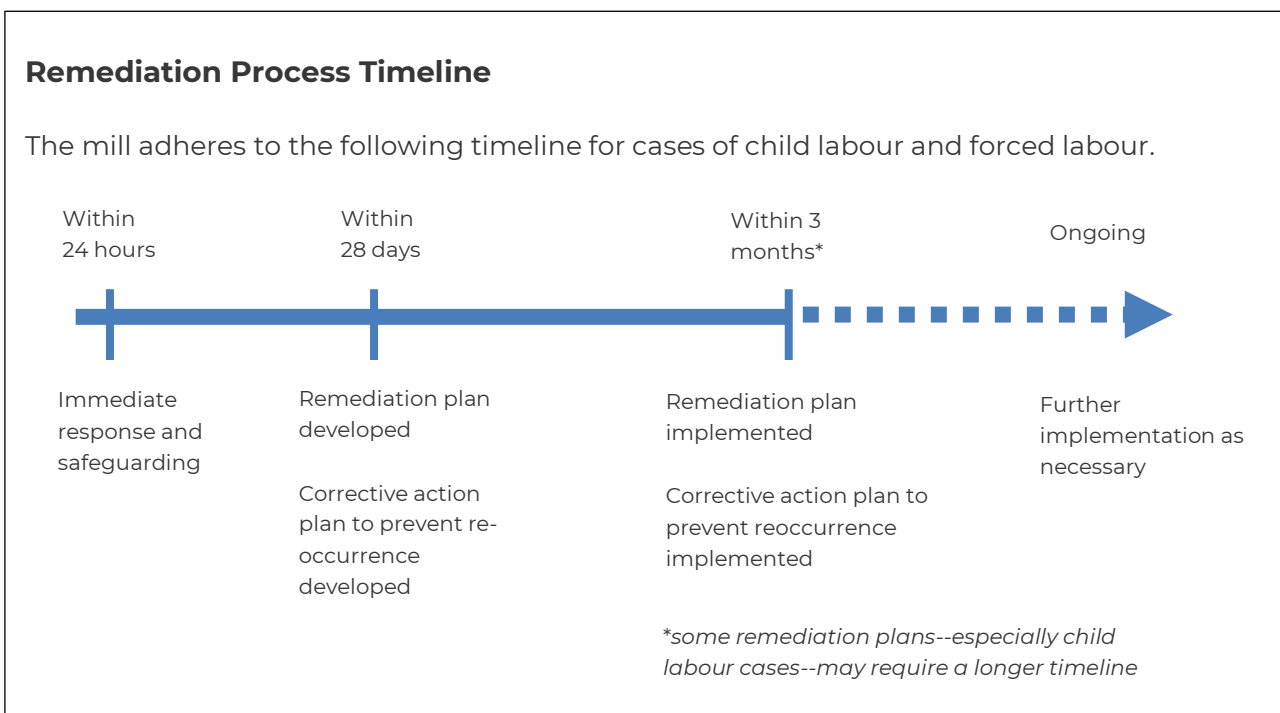 Remediation Process Timeline
The mill adheres to the following timeline for cases of child labour and forced labour.
Within
24 hours
Within
28 days
Within 3
months*
Ongoing
Immediate
response and
safeguarding
Remediation plan
developed
Corrective action
plan to prevent re-
occurrence
developed
Remediation plan
implemented
Corrective action plan to
prevent reoccurrence
implemented
Further
implementation as
necessary
*some remediation plans--especially child
labour cases--may require a longer timeline